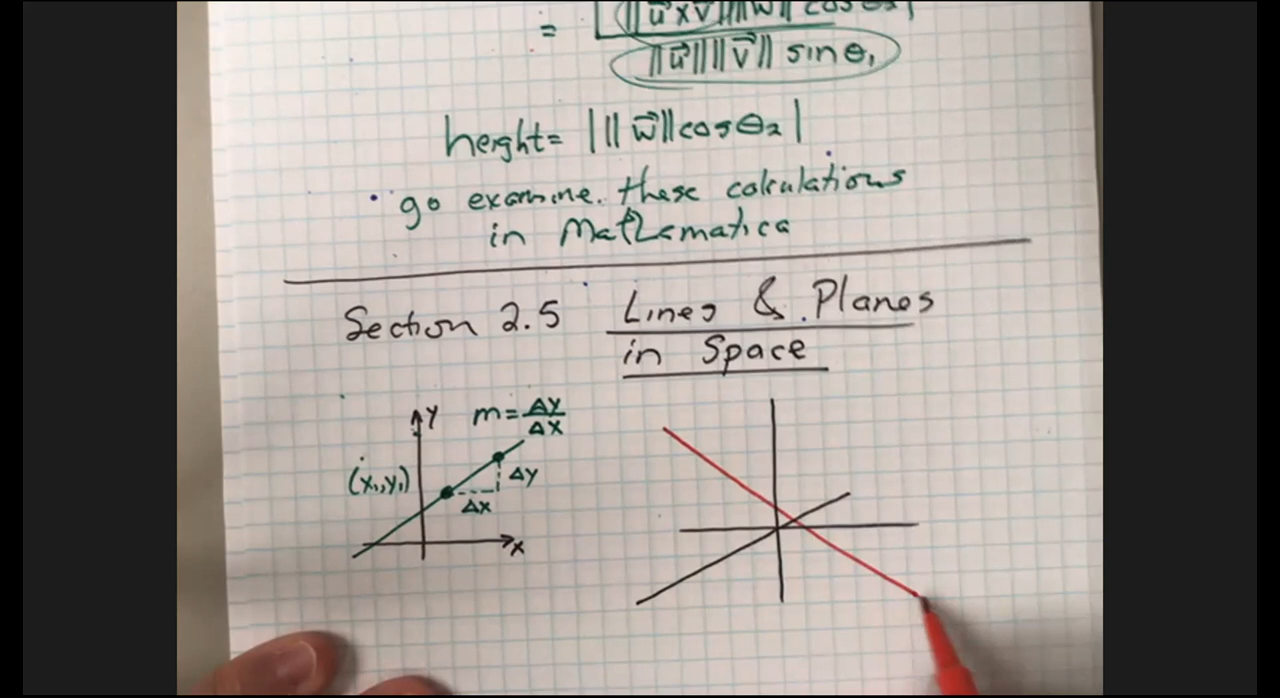 = ||u⃗ x v⃗|| ||w⃗|| cos θ₂|
||u⃗|| ||v⃗|| sin θ₁
height = | ||w⃗|| cos θ₂ |
• go examine these calculations
in Mathematica
Section 2.5 Lines & Planes
in Space
Y m = ΔY
ΔX
(x₁,y₁) ΔY
ΔX
x